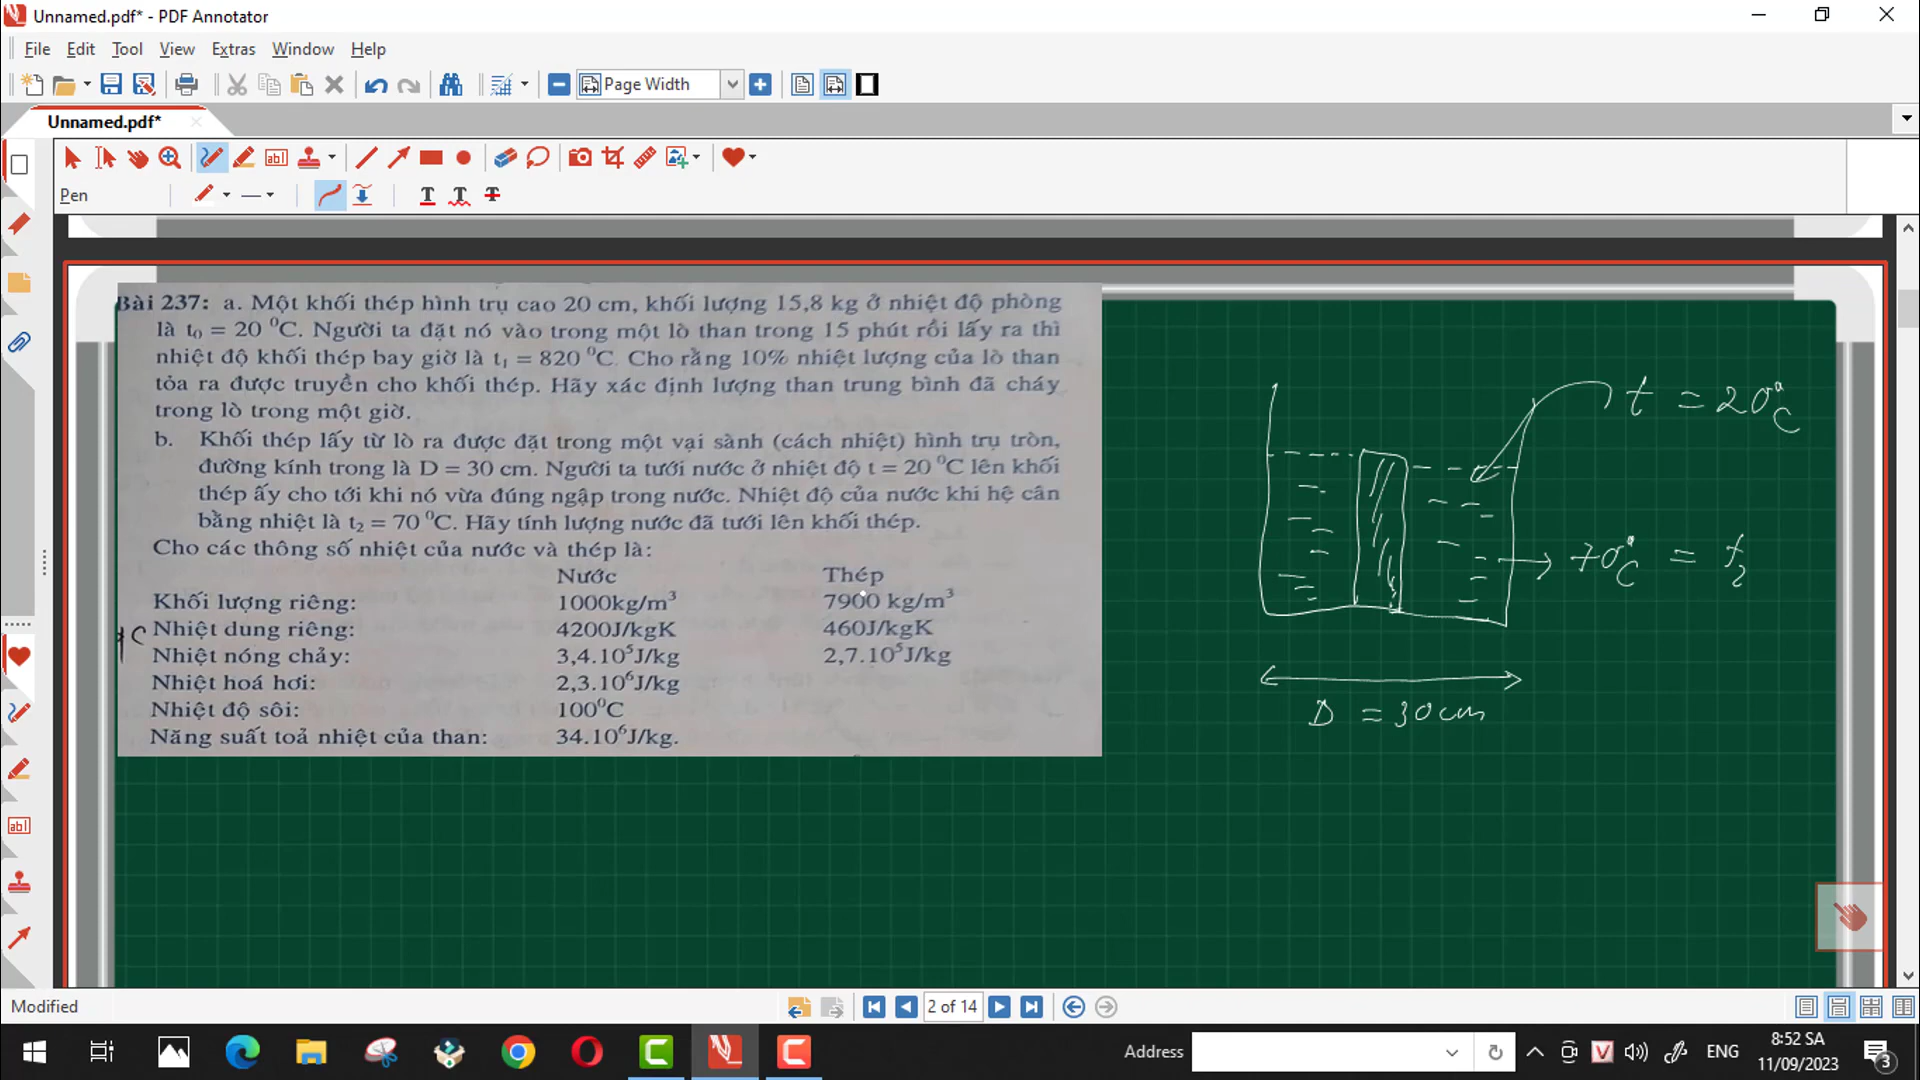 Unnamed.pdf* - PDF Annotator
File Edit Tool View Extras Window Help
Page Width
Unnamed.pdf*
Pen
Bài 237: a. Một khối thép hình trụ cao 20 cm, khối lượng 15,8 kg ở nhiệt độ phòng
là t₀ = 20 ⁰C. Người ta đặt nó vào trong một lò than trong 15 phút rồi lấy ra thì
nhiệt độ khối thép bay giờ là t₁ = 820 ⁰C. Cho rằng 10% nhiệt lượng của lò than
tỏa ra được truyền cho khối thép. Hãy xác định lượng than trung bình đã cháy
trong lò trong một giờ.
b. Khối thép lấy từ lò ra được đặt trong một vại sành (cách nhiệt) hình trụ tròn,
đường kính trong là D = 30 cm. Người ta tưới nước ở nhiệt độ t = 20 ⁰C lên khối
thép ấy cho tới khi nó vừa đúng ngập trong nước. Nhiệt độ của nước khi hệ cân
bằng nhiệt là t₂ = 70 ⁰C. Hãy tính lượng nước đã tưới lên khối thép.
Cho các thông số nhiệt của nước và thép là:
Nước Thép
Khối lượng riêng: 1000kg/m³ 7900 kg/m³
Nhiệt dung riêng: 4200J/kgK 460J/kgK
Nhiệt nóng chảy: 3,4.10⁵J/kg 2,7.10⁵J/kg
Nhiệt hoá hơi: 2,3.10⁶J/kg
Nhiệt độ sôi: 100⁰C
Năng suất toả nhiệt của than: 34.10⁶J/kg.
C
t = 20°C
70°C = t₂
D = 30cm
Modified
2 of 14
Address
ENG
8:52 SA
11/09/2023
3